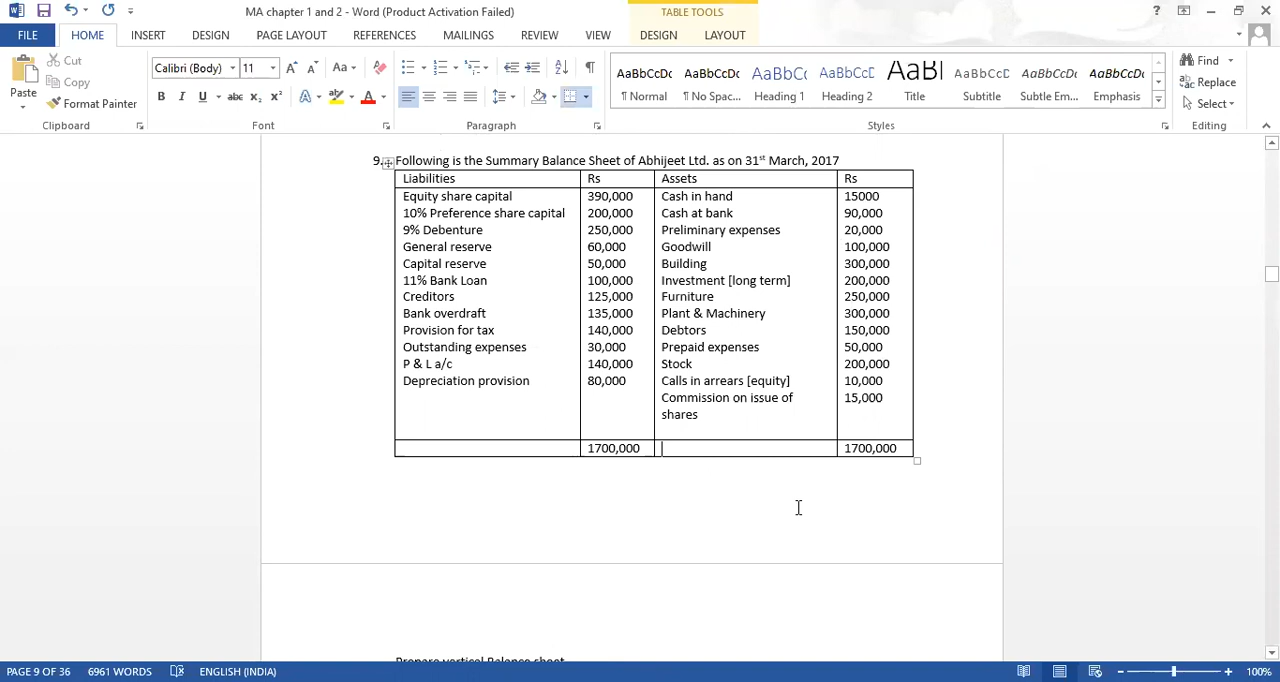 MA chapter 1 and 2 - Word (Product Activation Failed)
TABLE TOOLS
FILE HOME INSERT DESIGN PAGE LAYOUT REFERENCES MAILINGS REVIEW VIEW DESIGN LAYOUT
Cut
Copy
Format Painter
Paste
Clipboard
Calibri (Body) 11
Font
Paragraph
AaBbCcDc AaBbCcDc AaBbCc AaBbCcD AaBl AaBbCcD AaBbCcDc AaBbCcDc
¶ Normal ¶ No Spac... Heading 1 Heading 2 Title Subtitle Subtle Em... Emphasis
Styles
Find
Replace
Select
Editing
9. Following is the Summary Balance Sheet of Abhijeet Ltd. as on 31st March, 2017
Liabilities Rs Assets Rs
Equity share capital 390,000 Cash in hand 15000
10% Preference share capital 200,000 Cash at bank 90,000
9% Debenture 250,000 Preliminary expenses 20,000
General reserve 60,000 Goodwill 100,000
Capital reserve 50,000 Building 300,000
11% Bank Loan 100,000 Investment [long term] 200,000
Creditors 125,000 Furniture 250,000
Bank overdraft 135,000 Plant & Machinery 300,000
Provision for tax 140,000 Debtors 150,000
Outstanding expenses 30,000 Prepaid expenses 50,000
P & L a/c 140,000 Stock 200,000
Depreciation provision 80,000 Calls in arrears [equity] 10,000
Commission on issue of 15,000
shares
1700,000 1700,000
Prepare vertical Balance sheet
PAGE 9 OF 36 6961 WORDS ENGLISH (INDIA) 100%